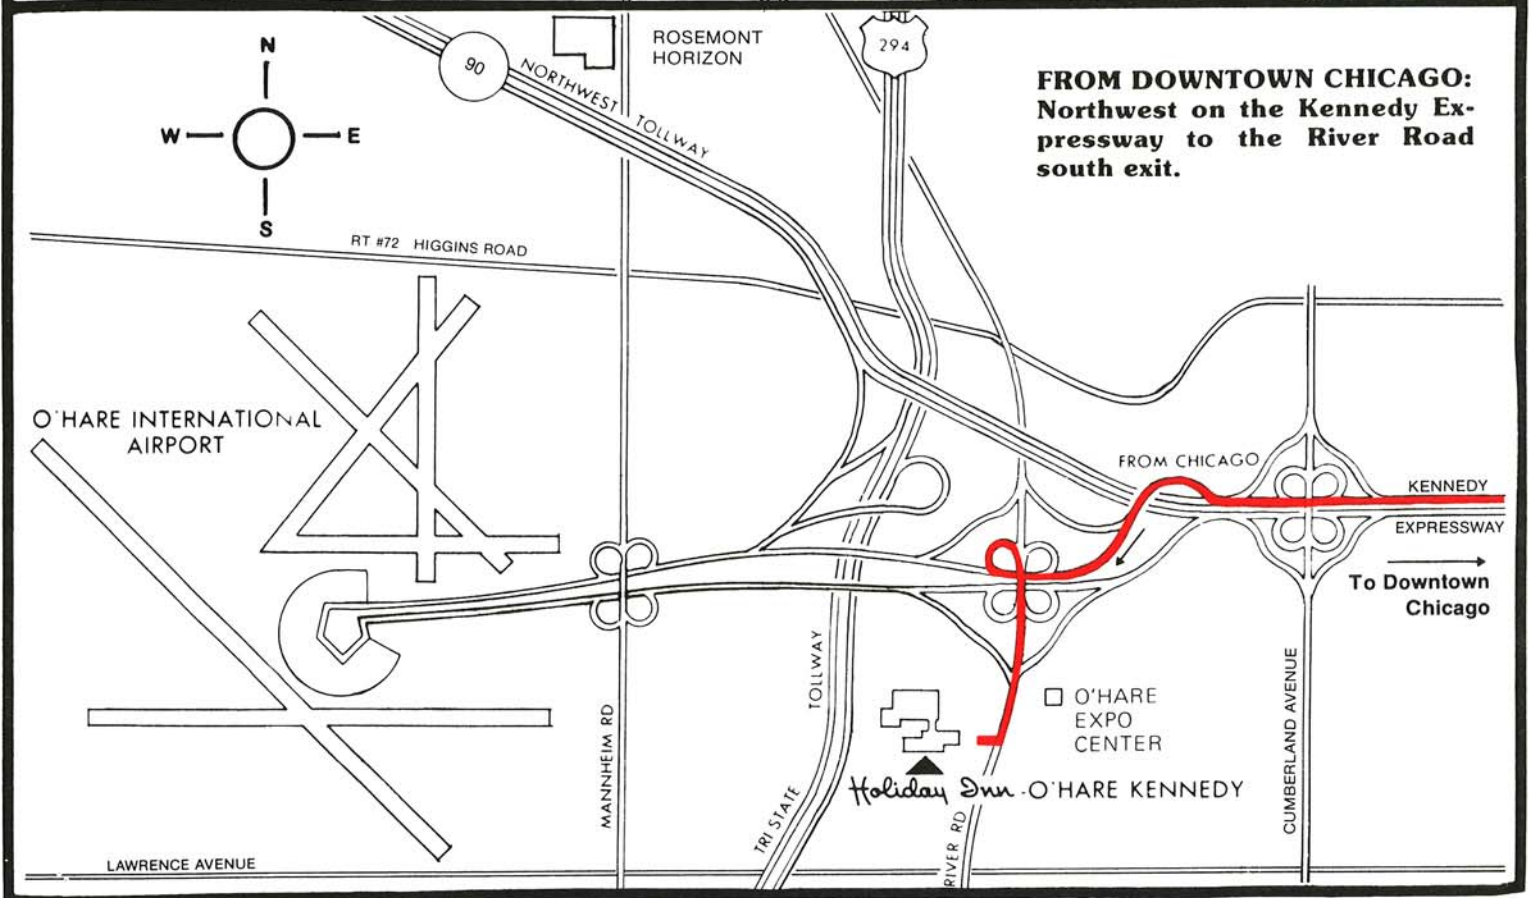 N
W
E
S
90
NORTHWEST TOLLWAY
ROSEMONT
HORIZON
294
FROM DOWNTOWN CHICAGO:
Northwest on the Kennedy Ex-
pressway to the River Road
south exit.
RT #72 HIGGINS ROAD
O'HARE INTERNATIONAL
AIRPORT
FROM CHICAGO
KENNEDY
EXPRESSWAY
To Downtown
Chicago
MANNHEIM RD
TRI STATE
TOLLWAY
O'HARE
EXPO
CENTER
Holiday Inn - O'HARE KENNEDY
RIVER RD
CUMBERLAND AVENUE
LAWRENCE AVENUE